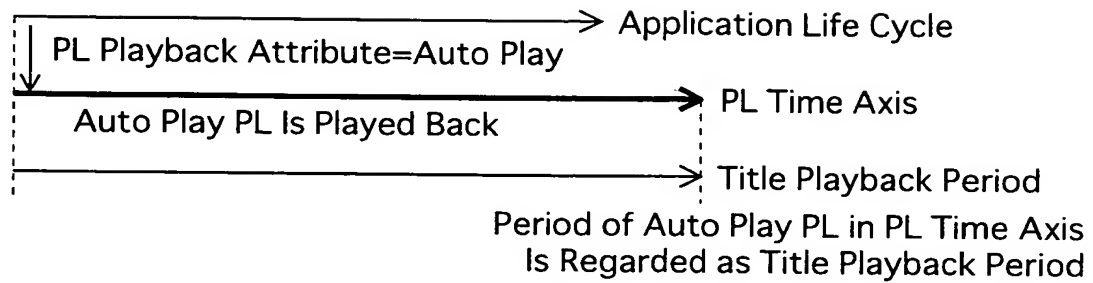 Application Life Cycle
PL Playback Attribute=Auto Play
PL Time Axis
Auto Play PL Is Played Back
Title Playback Period
Period of Auto Play PL in PL Time Axis
Is Regarded as Title Playback Period